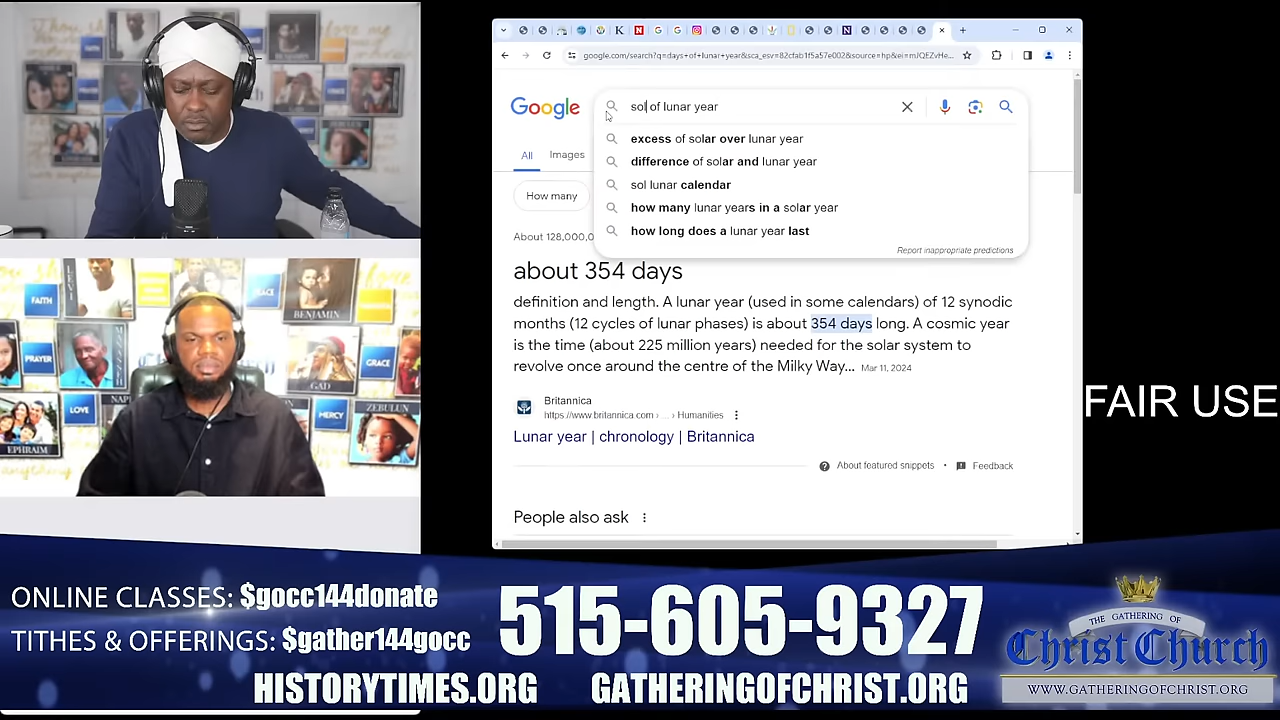 FAITH
LEVI
GRACE
BENJAMIN
FAITH
PRAYER
GRACE
GAD
LOVE
MERCY
ZEBULUN
EPHRAIM
google.com/search?q=days+of+lunar+year&sca_esv=82cfab1f5a57e002&source=hp&ei=mJQEZvHe...
Google
sol of lunar year
excess of solar over lunar year
difference of solar and lunar year
sol lunar calendar
how many lunar years in a solar year
how long does a lunar year last
Report inappropriate predictions
All
Images
How many
About 128,000,0
about 354 days
definition and length. A lunar year (used in some calendars) of 12 synodic
months (12 cycles of lunar phases) is about 354 days long. A cosmic year
is the time (about 225 million years) needed for the solar system to
revolve once around the centre of the Milky Way... Mar 11, 2024
Britannica
https://www.britannica.com › ... › Humanities
Lunar year | chronology | Britannica
About featured snippets • Feedback
People also ask
FAIR USE
ONLINE CLASSES: $gocc144donate
TITHES & OFFERINGS: $gather144gocc
515-605-9327
HISTORYTIMES.ORG
GATHERINGOFCHRIST.ORG
THE GATHERING OF
Christ Church
WWW.GATHERINGOFCHRIST.ORG